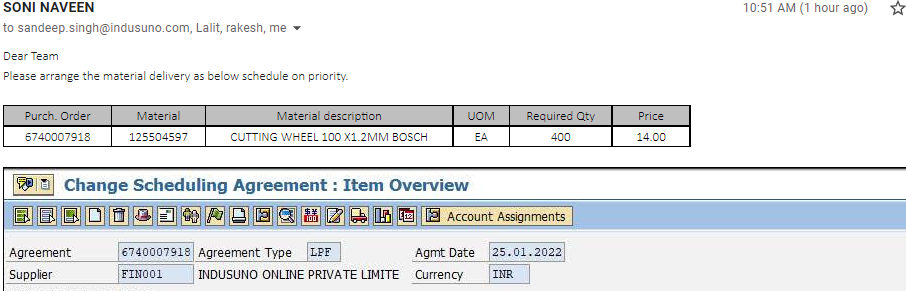 SONI NAVEEN 10:51 AM (1 hour ago)
to sandeep.singh@indusuno.com, Lalit, rakesh, me
Dear Team
Please arrange the material delivery as below schedule on priority.
Purch. Order Material Material description UOM Required Qty Price
6740007918 125504597 CUTTING WHEEL 100 X1.2MM BOSCH EA 400 14.00
Change Scheduling Agreement : Item Overview
Account Assignments
Agreement 6740007918 Agreement Type LPF Agmt Date 25.01.2022
Supplier FIN001 INDUSUNO ONLINE PRIVATE LIMITE Currency INR